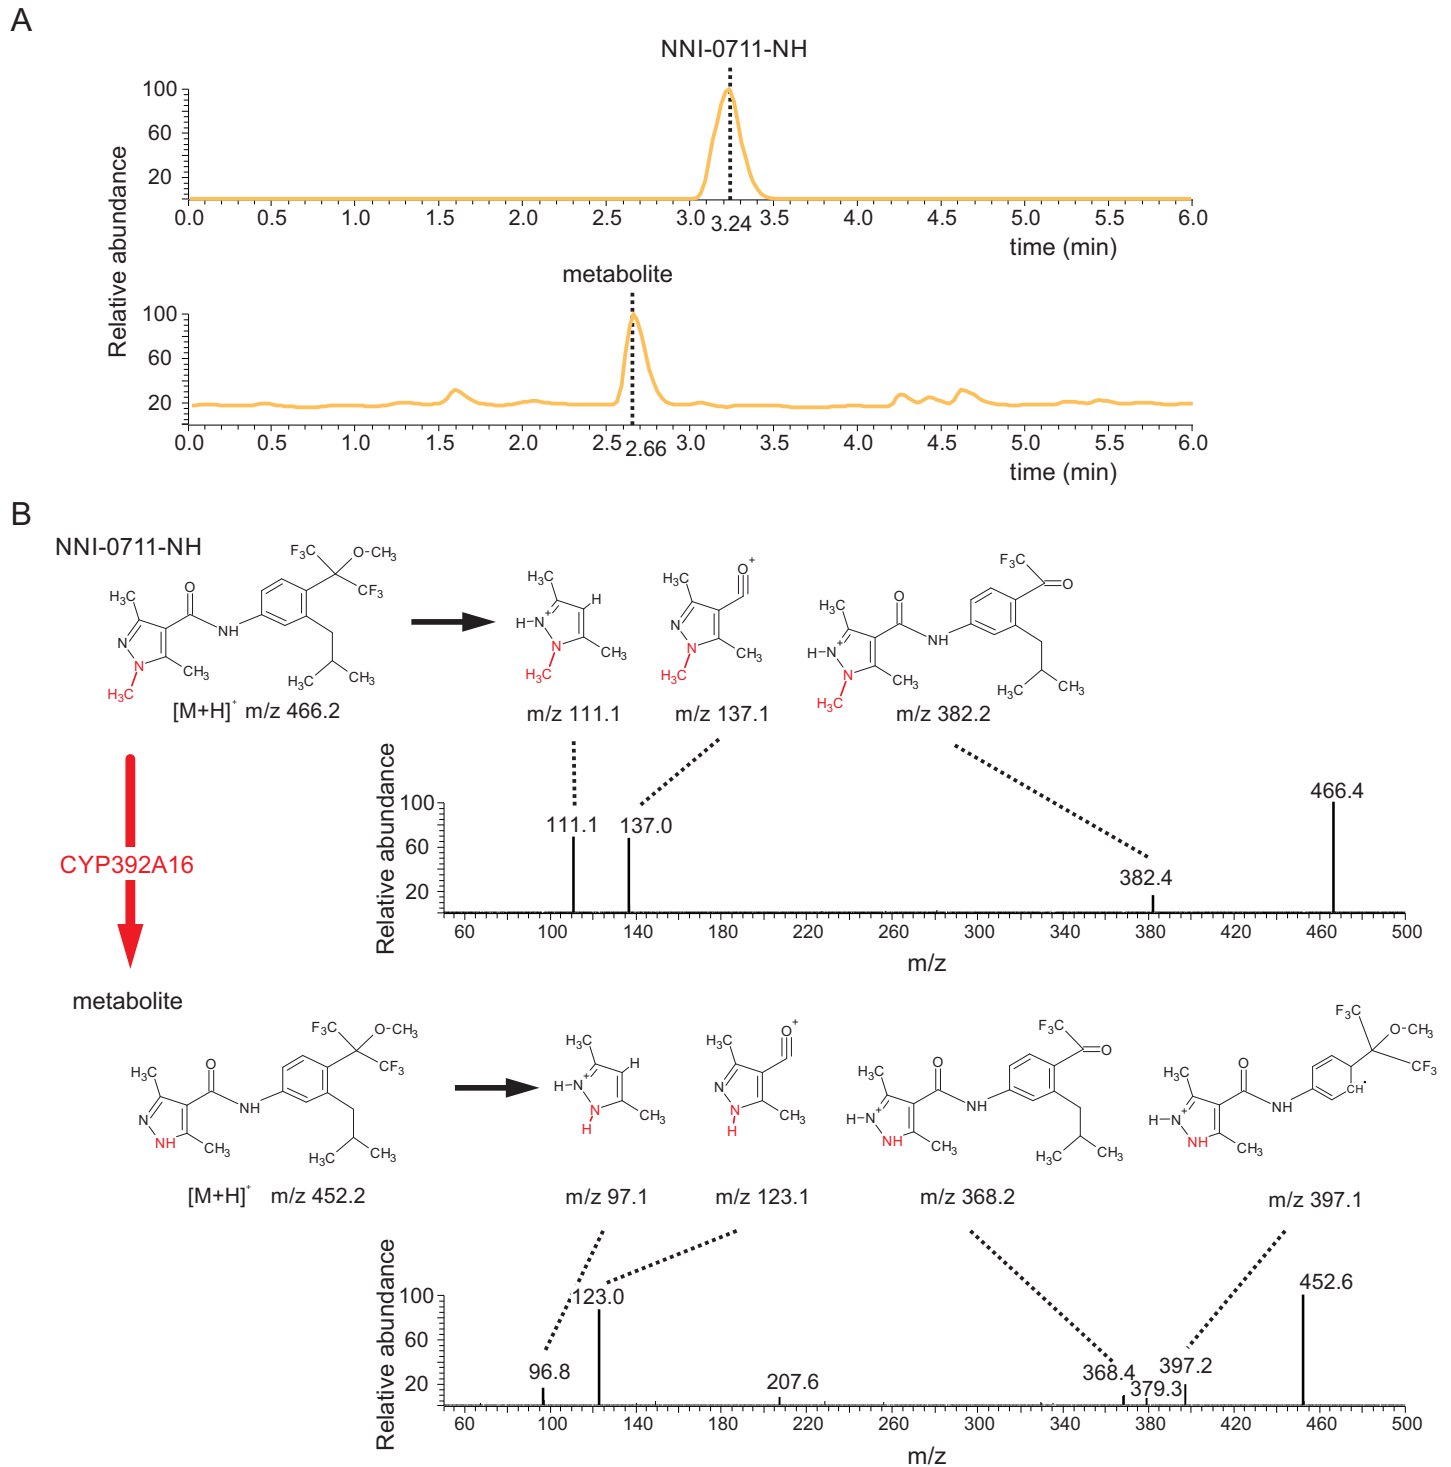 A
NNI-0711-NH
Relative abundance
100
60
20
0.0 0.5 1.0 1.5 2.0 2.5 3.0 3.24 3.5 4.0 4.5 5.0 5.5 6.0
time (min)
metabolite
100
60
20
0.0 0.5 1.0 1.5 2.0 2.5 2.66 3.0 3.5 4.0 4.5 5.0 5.5 6.0
time (min)
B
NNI-0711-NH
H₃C N N H₃C CH₃ O NH F₃C O-CH₃ CF₃ H₃C CH₃
[M+H]⁺ m/z 466.2
H₃C H H-N⁺ N CH₃ H₃C
m/z 111.1
H₃C O⁺ N N CH₃ H₃C
m/z 137.1
F₃C O O H₃C NH H-N⁺ N CH₃ H₃C H₃C CH₃
m/z 382.2
Relative abundance
100
60
20
111.1 137.0 382.4 466.4
60 100 140 180 220 260 300 340 380 420 460 500
m/z
CYP392A16
metabolite
H₃C N NH CH₃ O NH F₃C O-CH₃ CF₃ H₃C CH₃
[M+H]⁺ m/z 452.2
H₃C H H-N⁺ N H CH₃
m/z 97.1
H₃C O⁺ N N H CH₃
m/z 123.1
F₃C O O H₃C NH H-N⁺ NH CH₃ H₃C CH₃
m/z 368.2
F₃C O-CH₃ CF₃ O CH· H₃C NH H-N⁺ NH CH₃
m/z 397.1
Relative abundance
100
60
20
96.8 123.0 207.6 368.4 379.3 397.2 452.6
60 100 140 180 220 260 300 340 380 420 460 500
m/z